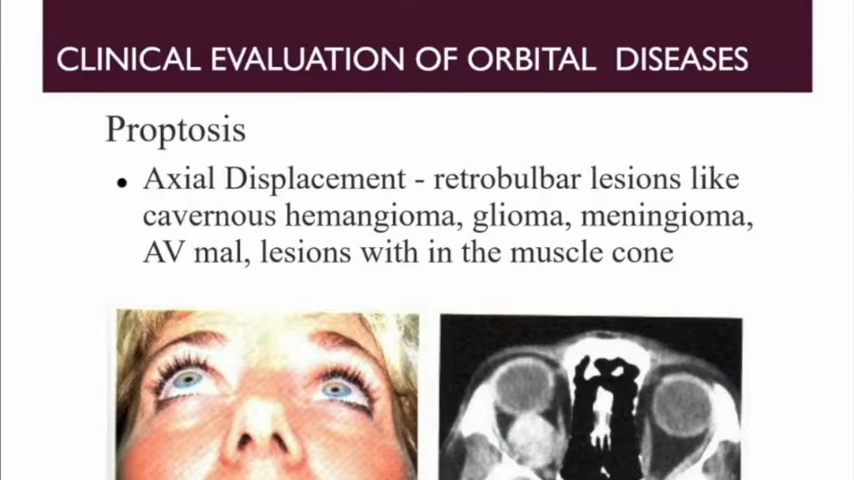 CLINICAL EVALUATION OF ORBITAL DISEASES
Proptosis
• Axial Displacement - retrobulbar lesions like
cavernous hemangioma, glioma, meningioma,
AV mal, lesions with in the muscle cone